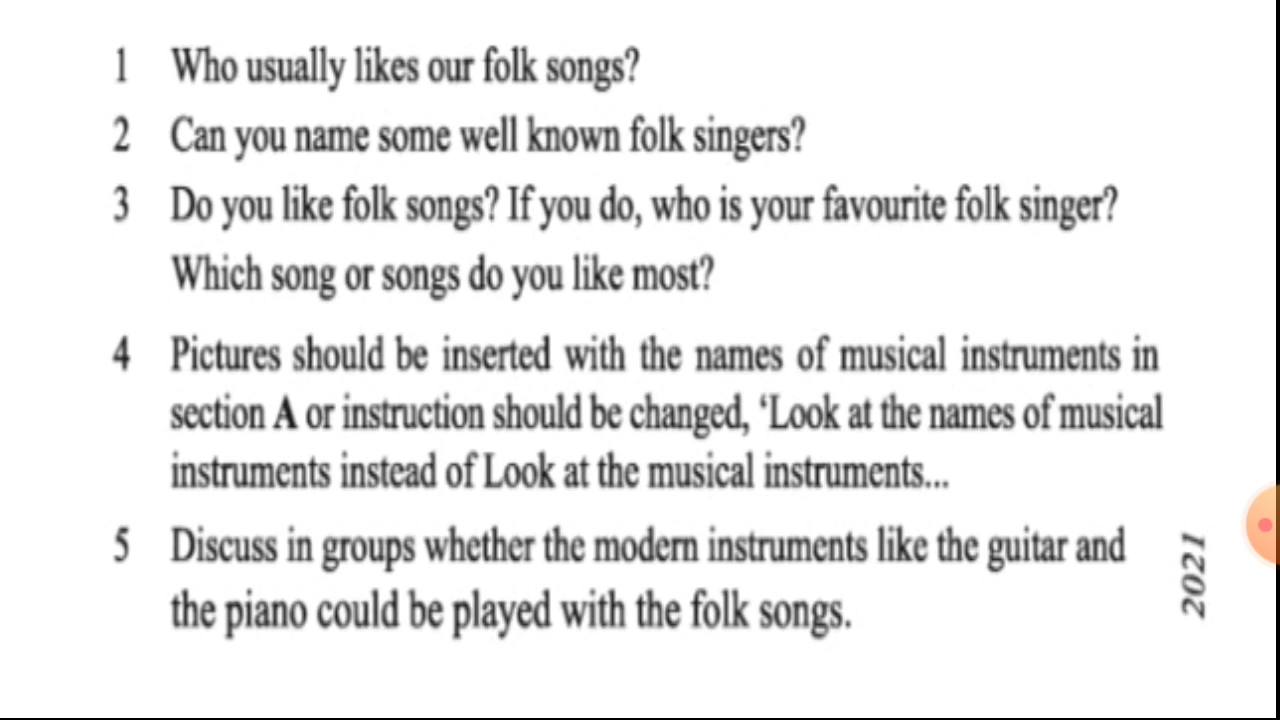 1 Who usually likes our folk songs?
2 Can you name some well known folk singers?
3 Do you like folk songs? If you do, who is your favourite folk singer?
Which song or songs do you like most?
4 Pictures should be inserted with the names of musical instruments in
section A or instruction should be changed, ‘Look at the names of musical
instruments instead of Look at the musical instruments...
5 Discuss in groups whether the modern instruments like the guitar and
the piano could be played with the folk songs.
2021